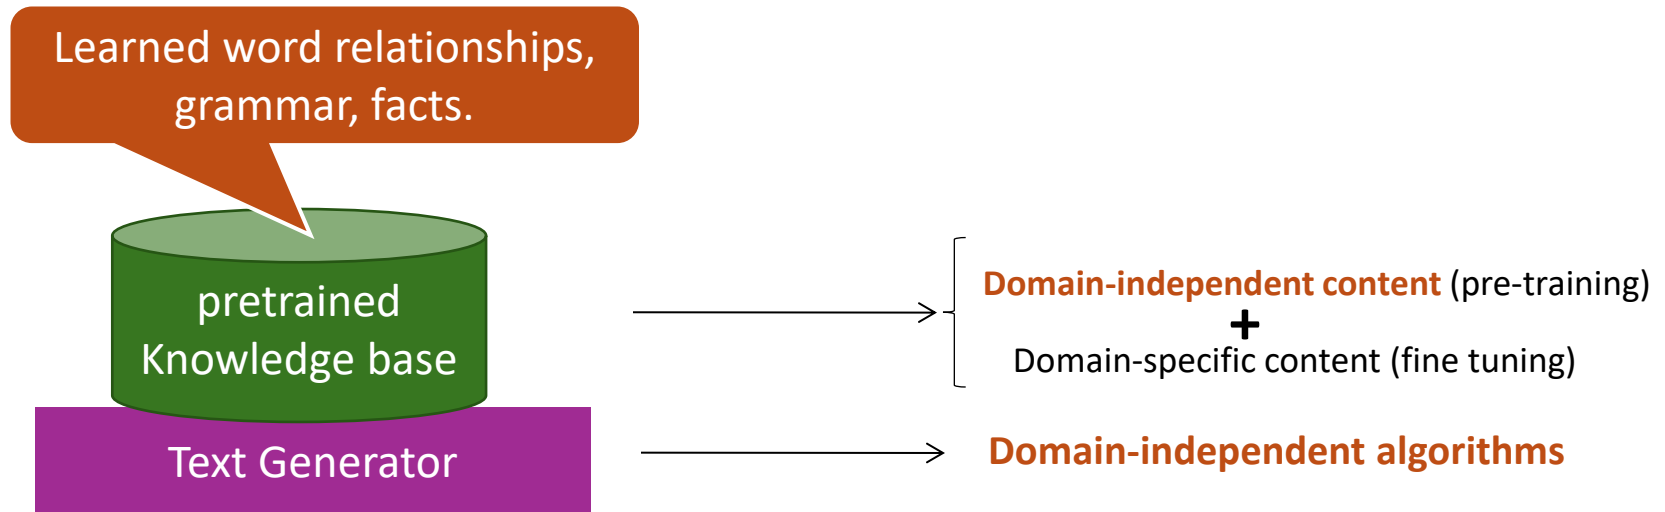 Learned word relationships,
grammar, facts.
pretrained
Knowledge base
Domain-independent content (pre-training)
+
Domain-specific content (fine tuning)
Text Generator
Domain-independent algorithms